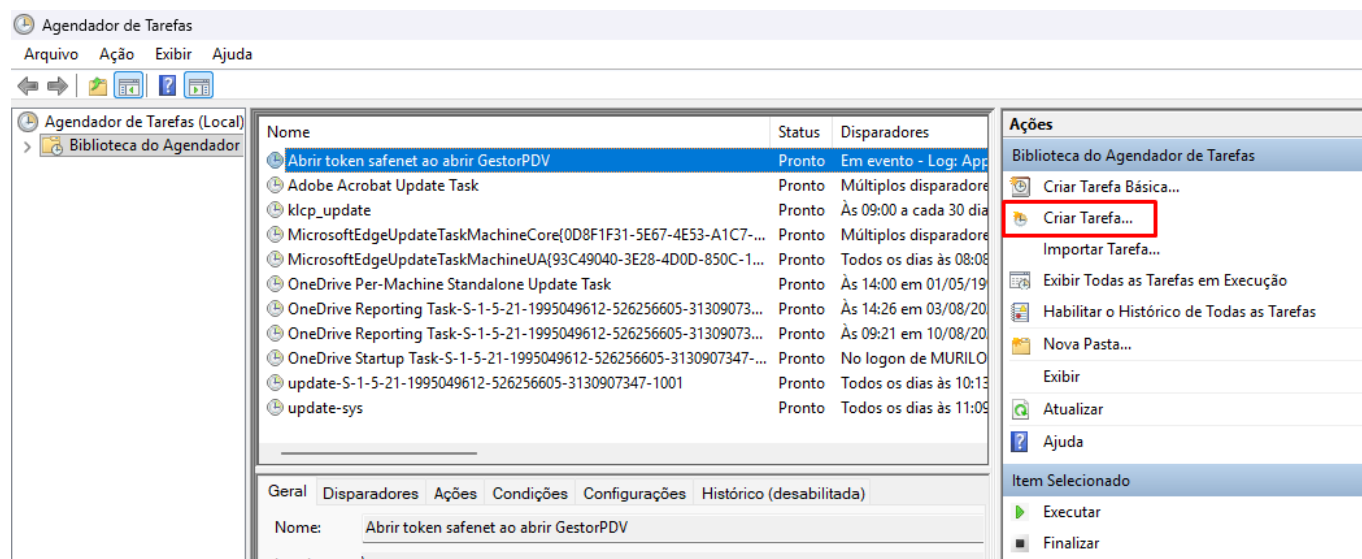 Agendador de Tarefas
Arquivo Ação Exibir Ajuda
Agendador de Tarefas (Local)
Biblioteca do Agendador
Nome Status Disparadores
Abrir token safenet ao abrir GestorPDV Pronto Em evento - Log: App
Adobe Acrobat Update Task Pronto Múltiplos disparadore
klcp_update Pronto Às 09:00 a cada 30 dia
MicrosoftEdgeUpdateTaskMachineCore{0D8F1F31-5E67-4E53-A1C7-... Pronto Múltiplos disparadore
MicrosoftEdgeUpdateTaskMachineUA{93C49040-3E28-4D0D-850C-1... Pronto Todos os dias às 08:08
OneDrive Per-Machine Standalone Update Task Pronto Às 14:00 em 01/05/19
OneDrive Reporting Task-S-1-5-21-1995049612-526256605-31309073... Pronto Às 14:26 em 03/08/20
OneDrive Reporting Task-S-1-5-21-1995049612-526256605-31309073... Pronto Às 09:21 em 10/08/20
OneDrive Startup Task-S-1-5-21-1995049612-526256605-3130907347-... Pronto No logon de MURILO
update-S-1-5-21-1995049612-526256605-3130907347-1001 Pronto Todos os dias às 10:13
update-sys Pronto Todos os dias às 11:09
Geral Disparadores Ações Condições Configurações Histórico (desabilitada)
Nome: Abrir token safenet ao abrir GestorPDV
Ações
Biblioteca do Agendador de Tarefas
Criar Tarefa Básica...
Criar Tarefa...
Importar Tarefa...
Exibir Todas as Tarefas em Execução
Habilitar o Histórico de Todas as Tarefas
Nova Pasta...
Exibir
Atualizar
Ajuda
Item Selecionado
Executar
Finalizar